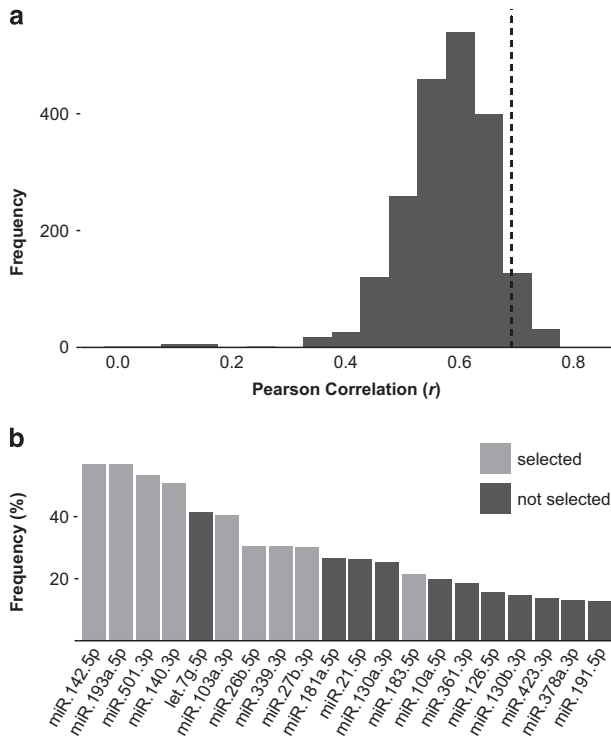 a
400
200
0
Frequency
0.0 0.2 0.4 0.6 0.8
Pearson Correlation (r)
b
selected
not selected
40
20
Frequency (%)
miR.142.5p
miR.193a.5p
miR.501.3p
miR.140.3p
let.7g.5p
miR.103a.3p
miR.26b.5p
miR.339.3p
miR.27b.3p
miR.181a.5p
miR.21.5p
miR.130a.3p
miR.183.5p
miR.10a.5p
miR.361.3p
miR.126.5p
miR.130b.3p
miR.423.3p
miR.378a.3p
miR.191.5p